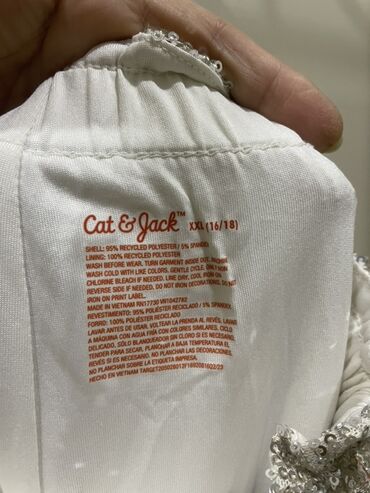 Cat & Jack™ XXL (16/18)
SHELL: 95% RECYCLED POLYESTER / 5% SPANDEX
LINING: 100% RECYCLED POLYESTER
WASH BEFORE WEAR. TURN GARMENT INSIDE OUT. MACHINE
WASH COLD WITH LIKE COLORS. GENTLE CYCLE. ONLY NON
CHLORINE BLEACH IF NEEDED. LINE DRY. COOL IRON ON
REVERSE SIDE IF NEEDED. DO NOT IRON DECORATIONS. DO NOT
IRON ON PRINT LABEL.
MADE IN VIETNAM RN17730 VN1042782
REVESTIMIENTO: 95% POLIÉSTER RECICLADO / 5% SPANDEX
FORRO: 100% POLIÉSTER RECICLADO
LAVAR ANTES DE USAR. VOLTEAR LA PRENDA AL REVÉS. LAVAR
A MÁQUINA CON AGUA FRÍA CON COLORES SIMILARES. CICLO
DELICADO. SÓLO BLANQUEADOR SIN CLORO SI ES NECESARIO.
TENDER PARA SECAR. PLANCHAR A BAJA TEMPERATURA EL
REVÉS SI ES NECESARIO. NO PLANCHAR LAS DECORACIONES.
NO PLANCHAR SOBRE LA ETIQUETA IMPRESA.
HECHO EN VIETNAM